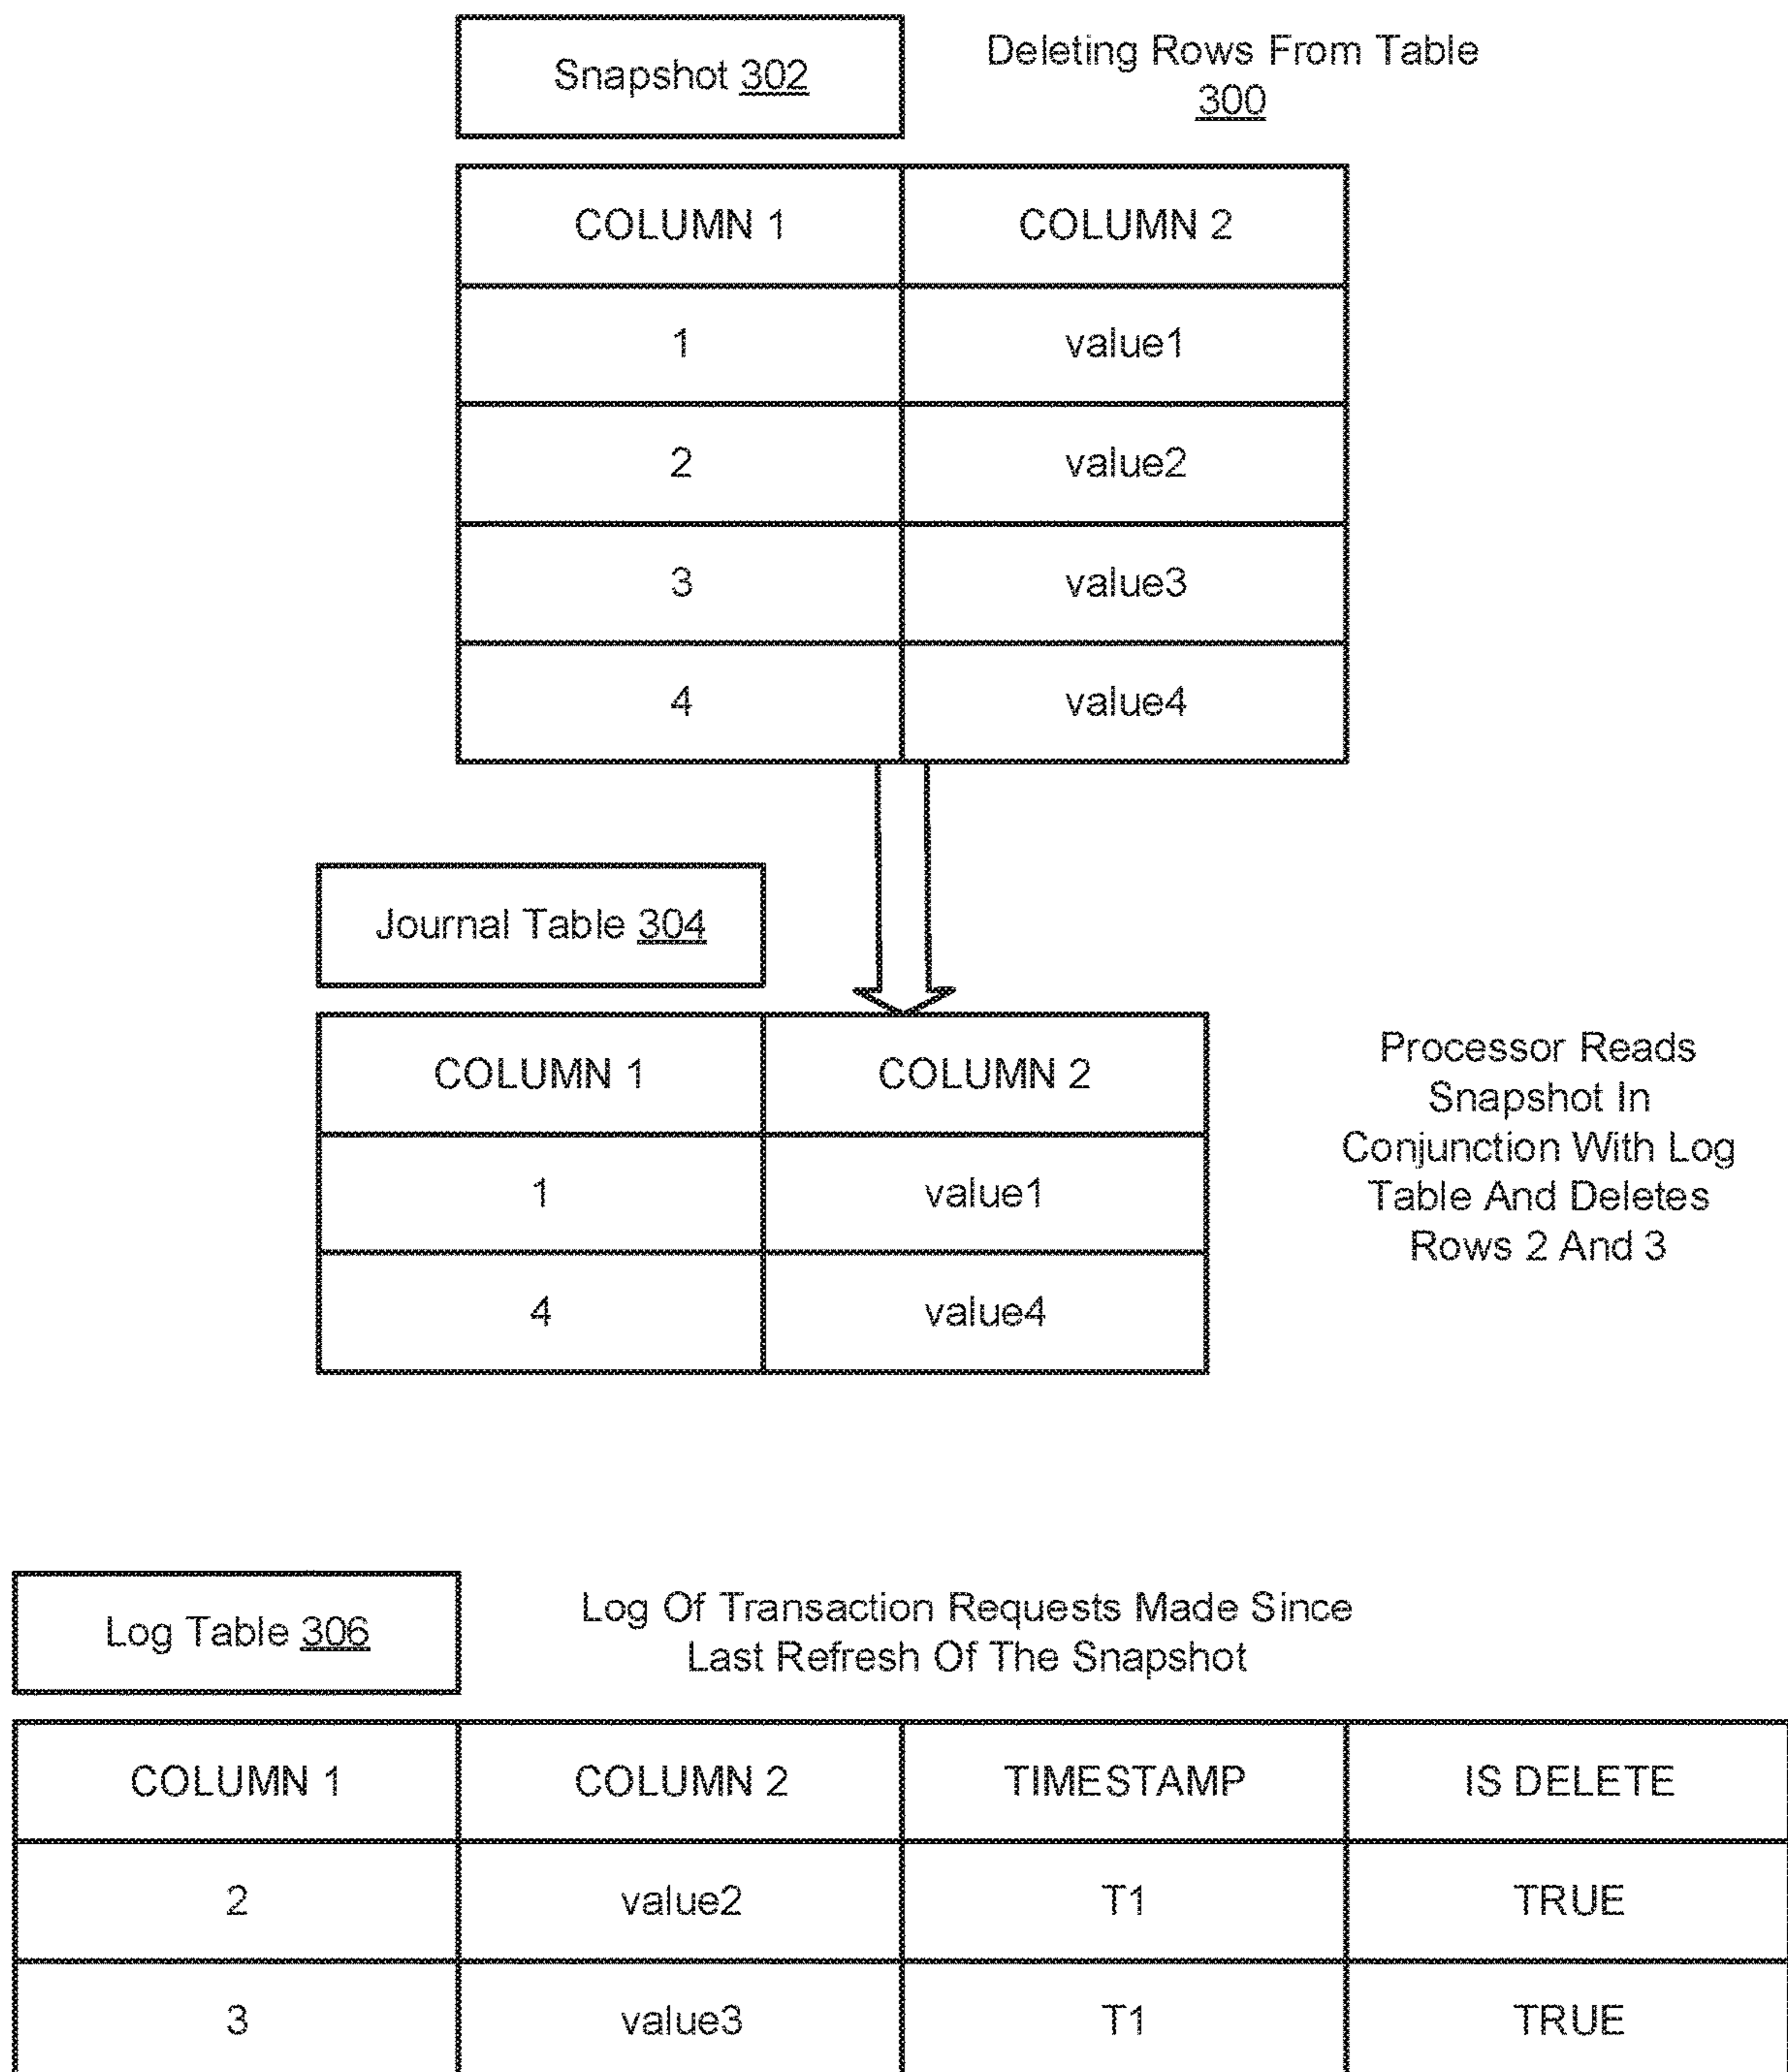 Snapshot 302
Deleting Rows From Table
300
COLUMN 1 COLUMN 2
1 value1
2 value2
3 value3
4 value4
Journal Table 304
COLUMN 1 COLUMN 2
1 value1
4 value4
Processor Reads
Snapshot In
Conjunction With Log
Table And Deletes
Rows 2 And 3
Log Table 306
Log Of Transaction Requests Made Since
Last Refresh Of The Snapshot
COLUMN 1 COLUMN 2 TIMESTAMP IS DELETE
2 value2 T1 TRUE
3 value3 T1 TRUE